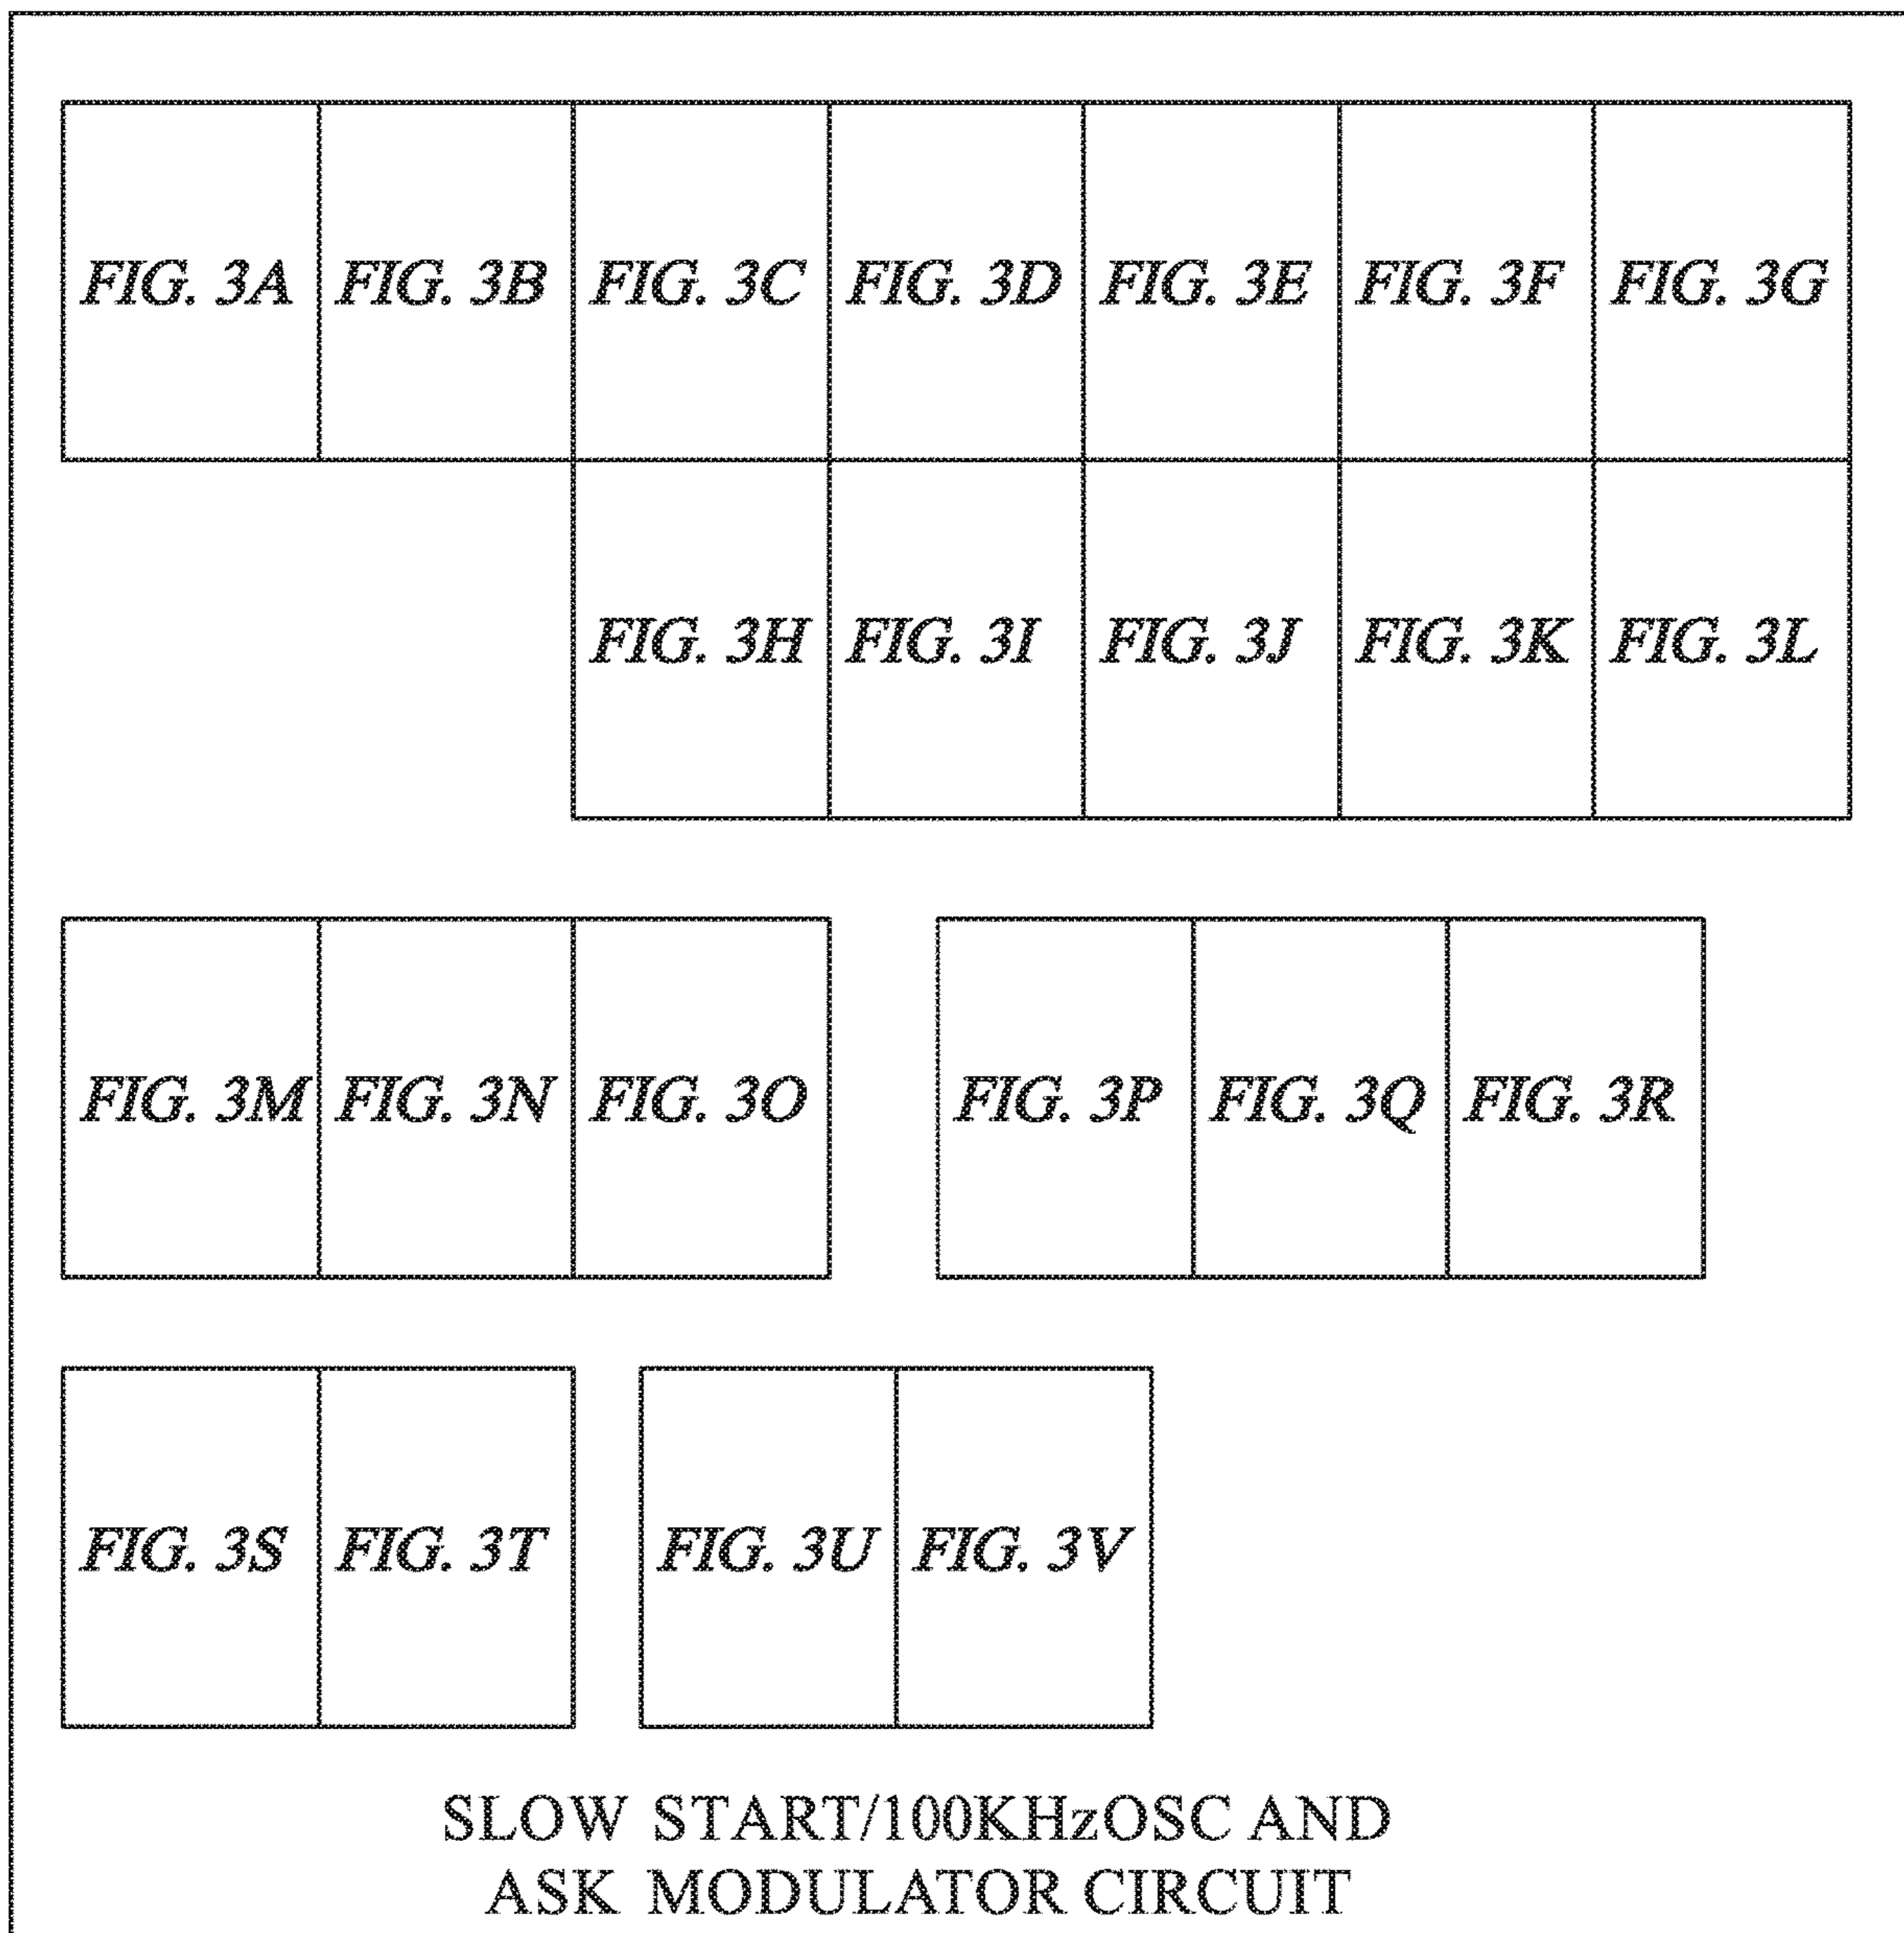 FIG. 3A FIG. 3B FIG. 3C FIG. 3D FIG. 3E FIG. 3F FIG. 3G
FIG. 3H FIG. 3I FIG. 3J FIG. 3K FIG. 3L
FIG. 3M FIG. 3N FIG. 3O FIG. 3P FIG. 3Q FIG. 3R
FIG. 3S FIG. 3T FIG. 3U FIG. 3V
SLOW START/100KHzOSC AND
ASK MODULATOR CIRCUIT